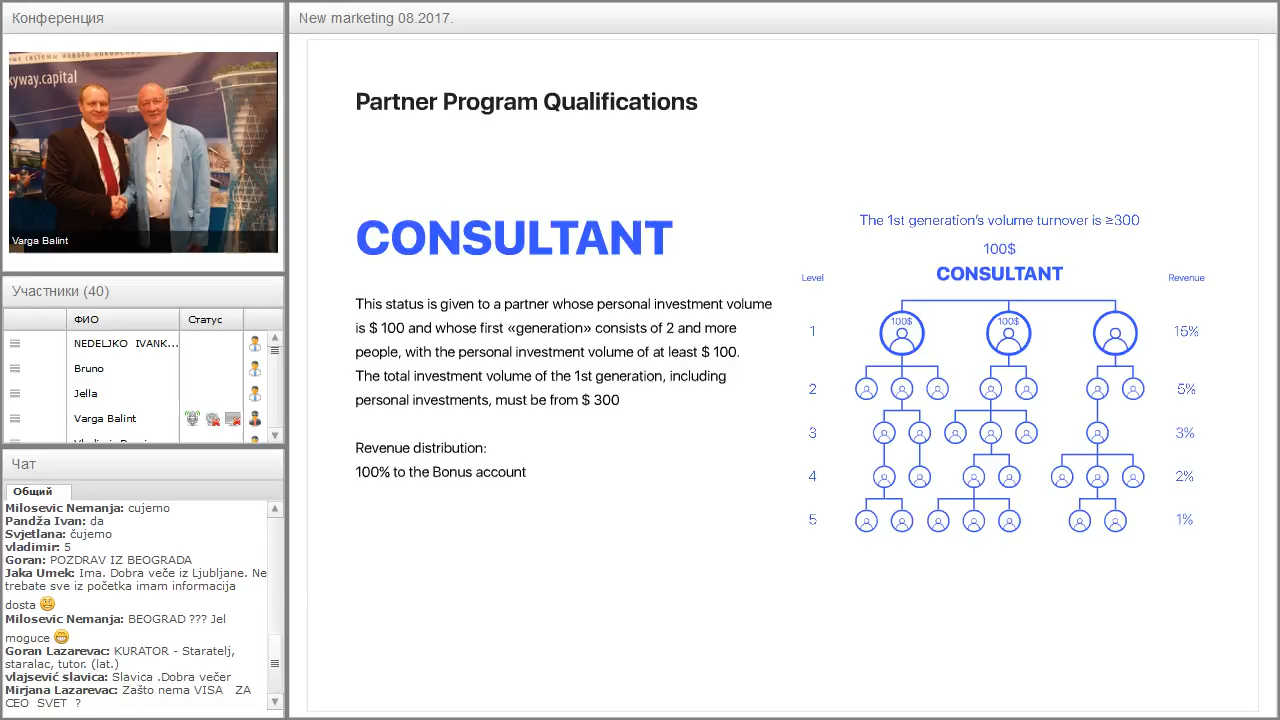 Конференция
НЫЕ СИСТЕМЫ НОВОГО ПОКОЛЕНИЯ
kyway.capital
Varga Balint
Участники (40)
ФИО
Статус
NEDELJKO IVANK...
Bruno
Jella
Varga Balint
Чат
Общий
Milosevic Nemanja: cujemo
Pandža Ivan: da
Svjetlana: čujemo
vladimir: 5
Goran: POZDRAV IZ BEOGRADA
Jaka Umek: Ima. Dobra veče iz Ljubljane. Ne
trebate sve iz početka imam informacija
dosta
Milosevic Nemanja: BEOGRAD ??? Jel
moguce
Goran Lazarevac: KURATOR - Staratelj,
staralac, tutor. (lat.)
vlajsević slavica: Slavica .Dobra večer
Mirjana Lazarevac: Zašto nema VISA ZA
CEO SVET ?
New marketing 08.2017.
Partner Program Qualifications
CONSULTANT
This status is given to a partner whose personal investment volume
is $ 100 and whose first «generation» consists of 2 and more
people, with the personal investment volume of at least $ 100.
The total investment volume of the 1st generation, including
personal investments, must be from $ 300
Revenue distribution:
100% to the Bonus account
The 1st generation’s volume turnover is ≥300
100$
Level
CONSULTANT
Revenue
1
100$
100$
15%
2
5%
3
3%
4
2%
5
1%